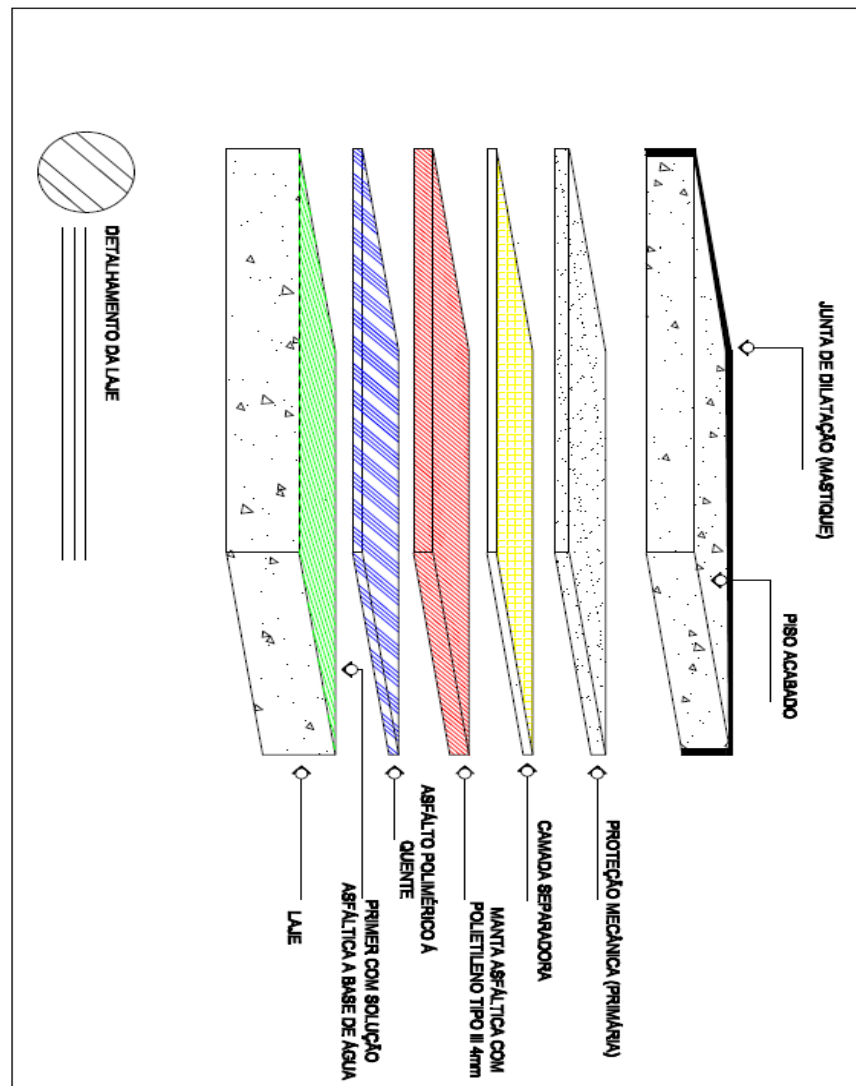 JUNTA DE DILATAÇÃO (MASTIQUE)
PISO ACABADO
PROTEÇÃO MECÂNICA (PRIMÁRIA)
CAMADA SEPARADORA
MANTA ASFÁLTICA COM
POLIETILENO TIPO III 4mm
ASFÁLTO POLIMÉRICO Á
QUENTE
PRIMER COM SOLUÇÃO
ASFÁLTICA A BASE DE ÁGUA
LAJE
DETALHAMENTO DA LAJE